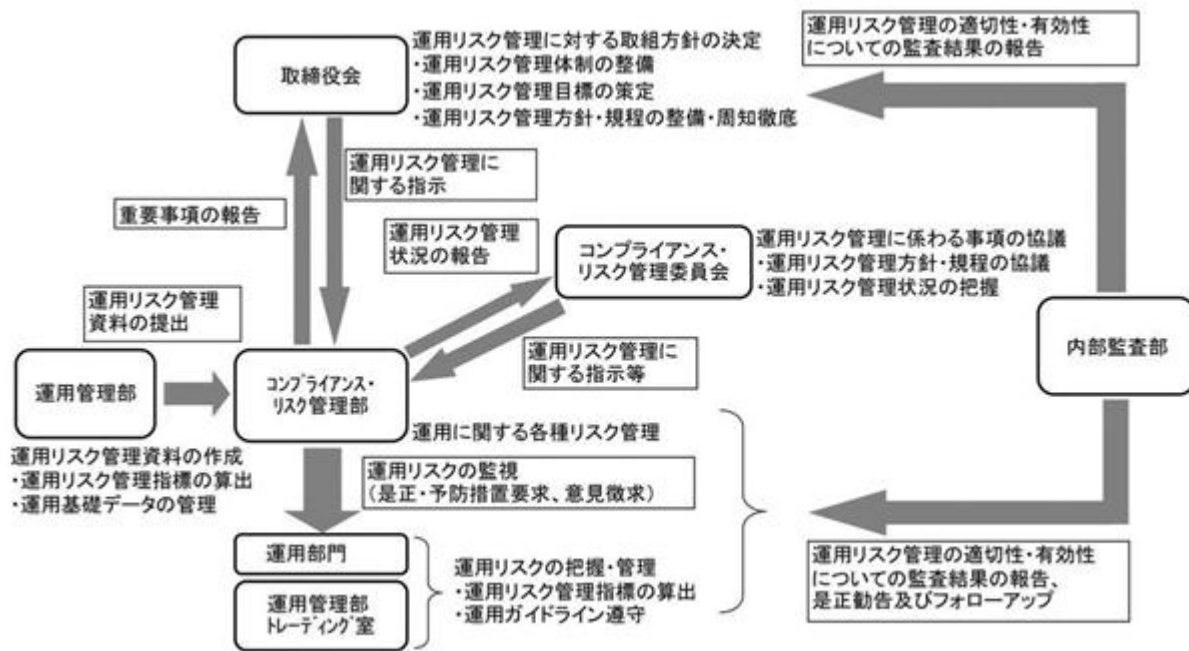 取締役会
運用リスク管理に対する取組方針の決定
・運用リスク管理体制の整備
・運用リスク管理目標の策定
・運用リスク管理方針・規程の整備・周知徹底
運用リスク管理の適切性・有効性
についての監査結果の報告
運用リスク管理に
関する指示
重要事項の報告
運用リスク管理
状況の報告
コンプライアンス・
リスク管理委員会
運用リスク管理に係わる事項の協議
・運用リスク管理方針・規程の協議
・運用リスク管理状況の把握
運用リスク管理
資料の提出
運用リスク管理に
関する指示等
内部監査部
運用管理部
コンプライアンス・
リスク管理部
運用に関する各種リスク管理
運用リスク管理資料の作成
・運用リスク管理指標の算出
・運用基礎データの管理
運用リスクの監視
(是正・予防措置要求、意見徴求)
運用部門
運用管理部
トレーディング室
運用リスクの把握・管理
・運用リスク管理指標の算出
・運用ガイドライン遵守
運用リスク管理の適切性・有効性
についての監査結果の報告、
是正勧告及びフォローアップ